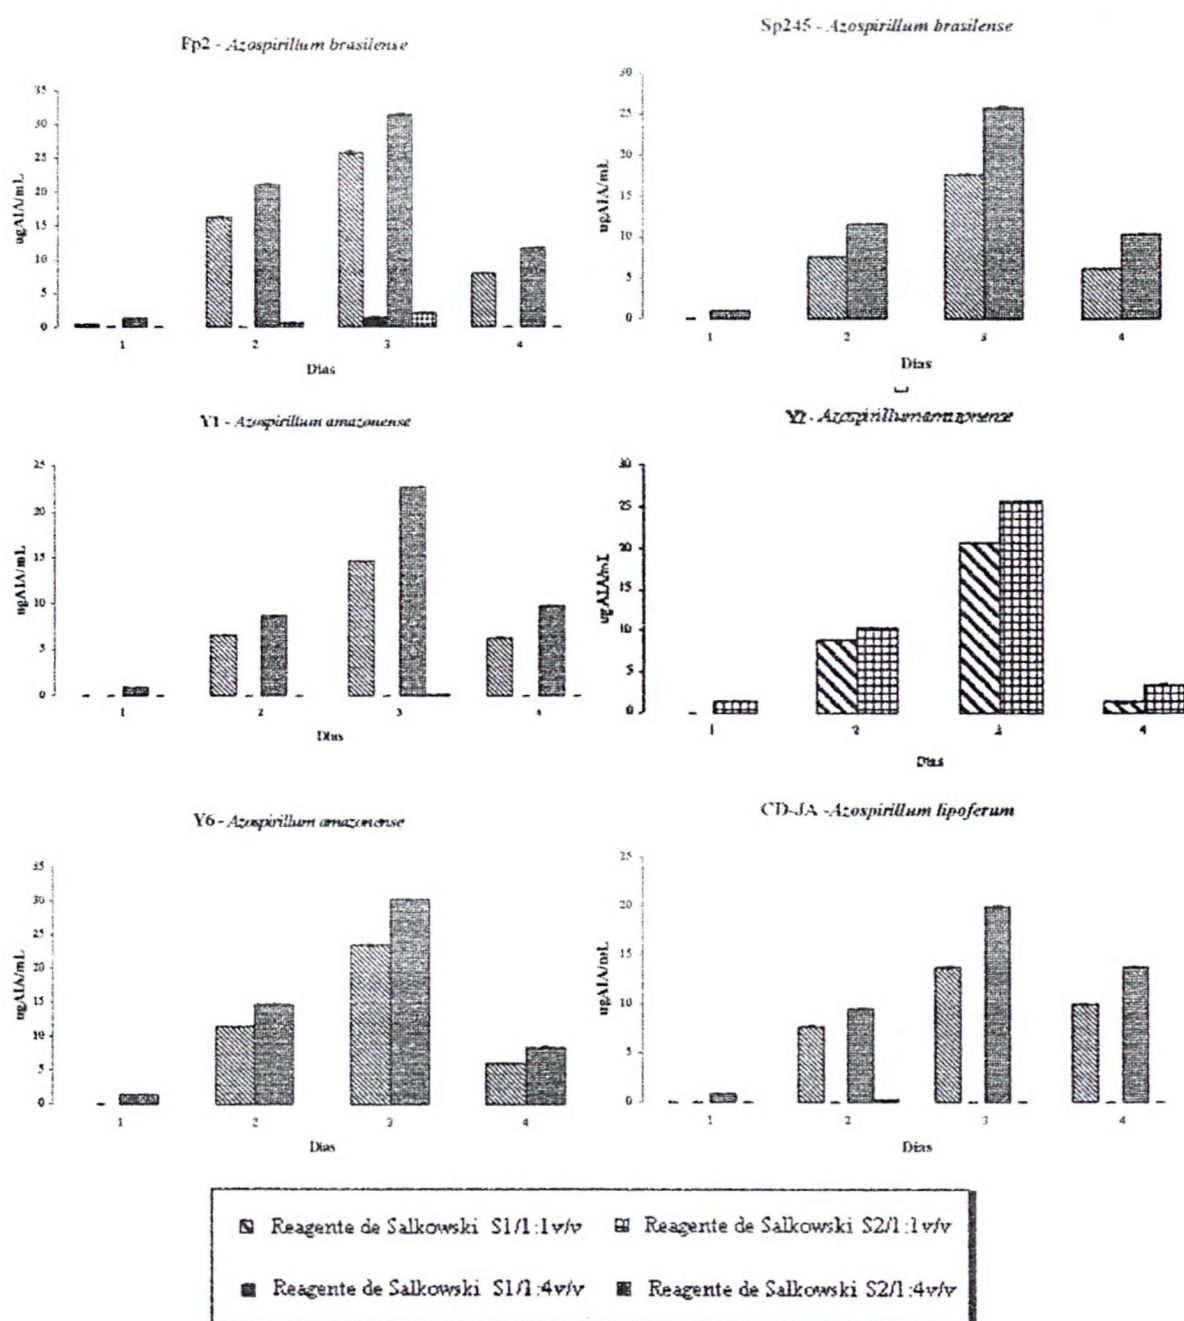 Fp2 - Azospirillum brasilense
ugAIA/mL
35
30
25
20
15
10
5
0
1 2 3 4
Dias
Sp245 - Azospirillum brasilense
ugAIA/mL
30
25
20
15
10
5
0
1 2 3 4
Dias
Y1 - Azospirillum amazonense
ugAIA/mL
25
20
15
10
5
0
1 2 3 4
Dias
Azospirillum amazonense
ugAIA/mL
30
25
20
15
10
5
0
1 2 3 4
Dias
Y6 - Azospirillum amazonense
ugAIA/mL
35
30
25
20
15
10
5
0
1 2 3 4
Dias
CD-JA - Azospirillum lipoferum
ugAIA/mL
25
20
15
10
5
0
1 2 3 4
Dias
Reagente de Salkowski S1/1:1v/v
Reagente de Salkowski S2/1:1v/v
Reagente de Salkowski S1/1:4v/v
Reagente de Salkowski S2/1:4v/v